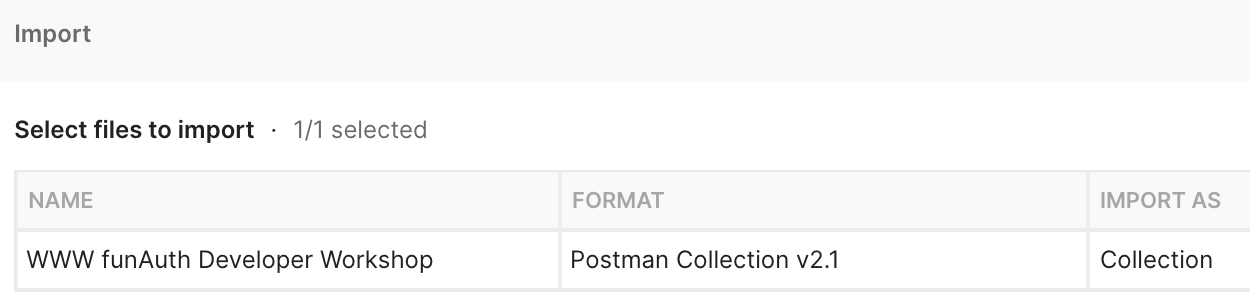 Import
Select files to import · 1/1 selected
NAME FORMAT IMPORT AS
WWW funAuth Developer Workshop Postman Collection v2.1 Collection